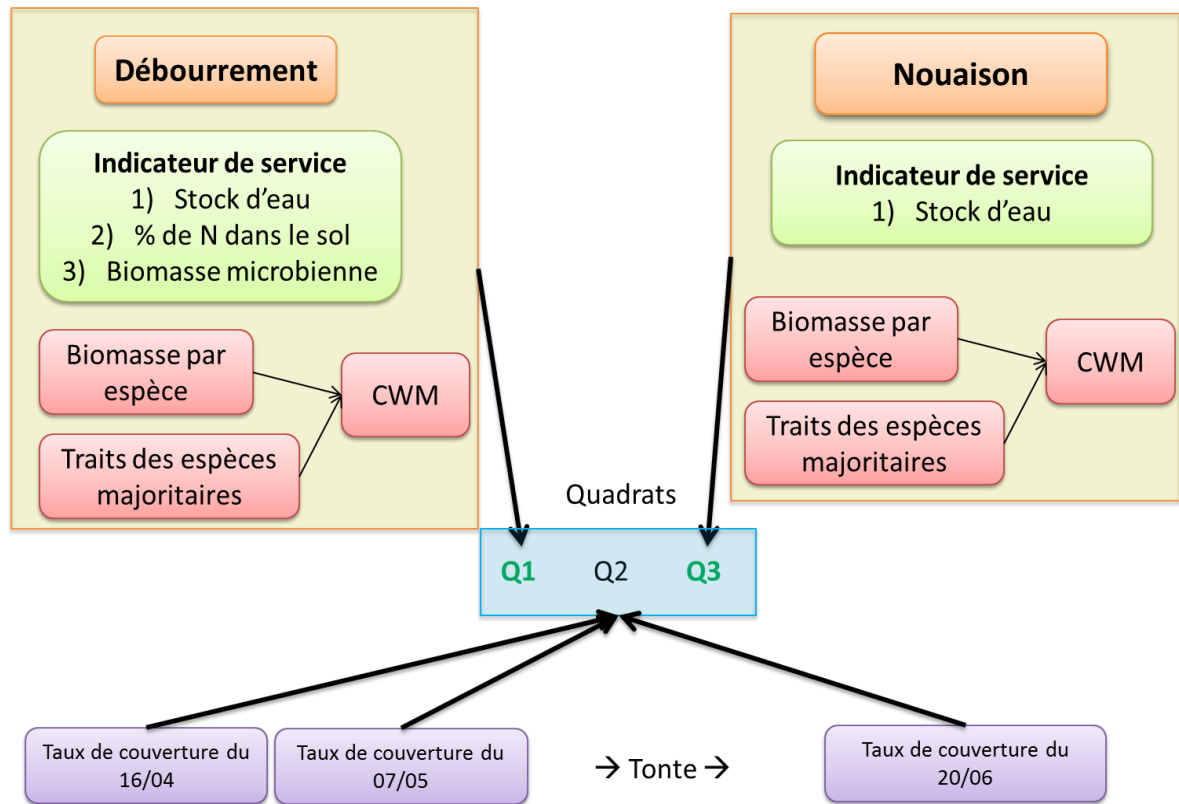 Débourrement
Indicateur de service
1) Stock d'eau
2) % de N dans le sol
3) Biomasse microbienne
Biomasse par
espèce
CWM
Traits des espèces
majoritaires
Nouaison
Indicateur de service
1) Stock d'eau
Biomasse par
espèce
CWM
Traits des espèces
majoritaires
Quadrats
Q1 Q2 Q3
Taux de couverture du
16/04
Taux de couverture du
07/05
→ Tonte →
Taux de couverture du
20/06